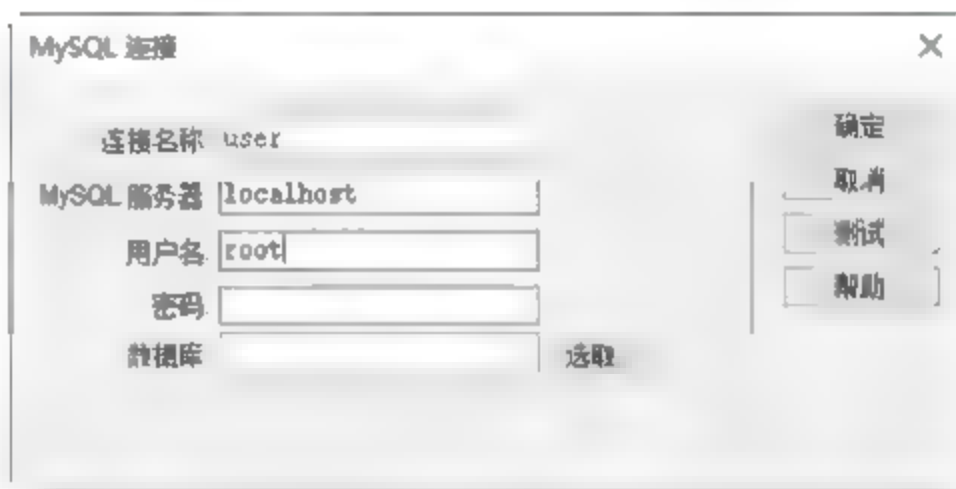 MySQL 连接
连接名称 user
MySQL 服务器 localhost
用户名 root
密码
数据库 选取
确定
取消
测试
帮助